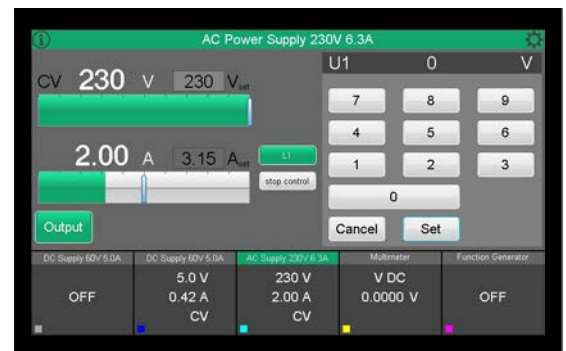 AC Power Supply 230V 6.3A
CV 230 V 230 Vset
U1 0 V
7 8 9
4 5 6
2.00 A 3.15 Aset L1
stop control
1 2 3
0
Output
Cancel Set
DC Supply 60V 5.0A
OFF
DC Supply 60V 5.0A
5.0 V
0.42 A
CV
AC Supply 230V 6.3A
230 V
2.00 A
CV
Multimeter
V DC
0.0000 V
Function Generator
OFF